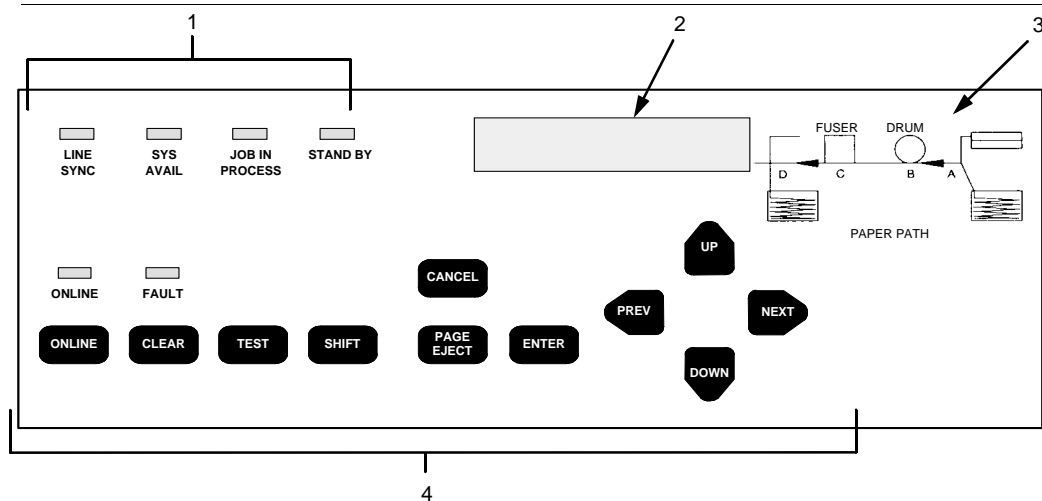 1
2
3
FUSER
DRUM
LINE
SYNC
SYS
AVAIL
JOB IN
PROCESS
STAND BY
D
C
B
A
PAPER PATH
UP
CANCEL
ONLINE
FAULT
PREV
NEXT
ONLINE
CLEAR
TEST
SHIFT
PAGE
EJECT
ENTER
DOWN
4